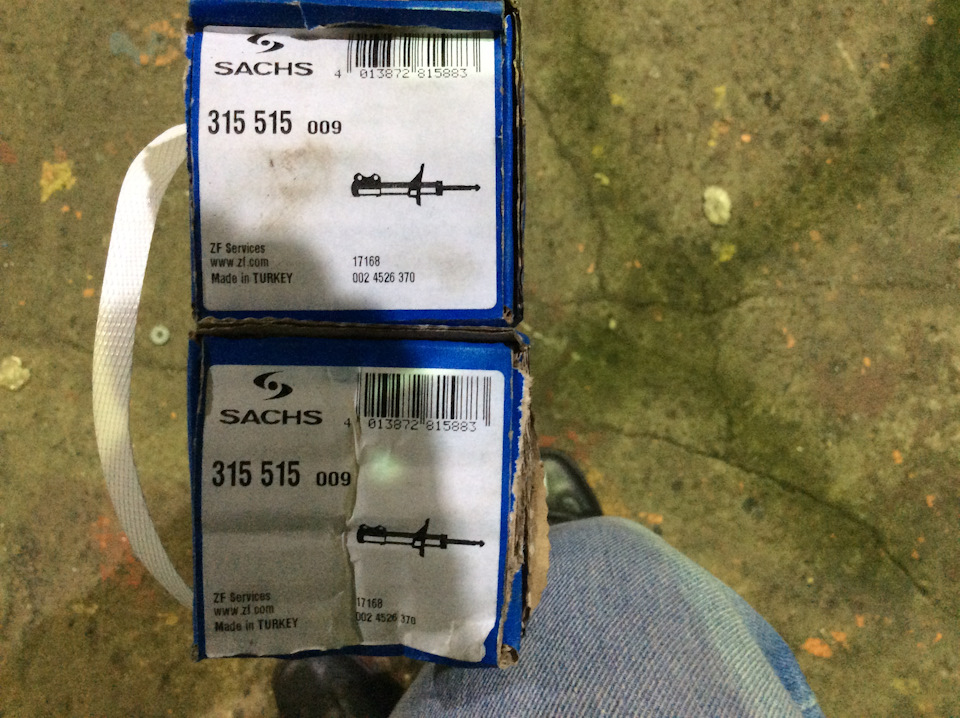 SACHS
4 013872 815883
315 515 009
ZF Services
www.zf.com
Made in TURKEY
17168
002 4526 370
SACHS
4 013872 815883
315 515 009
ZF Services
www.zf.com
Made in TURKEY
17168
002 4526 370